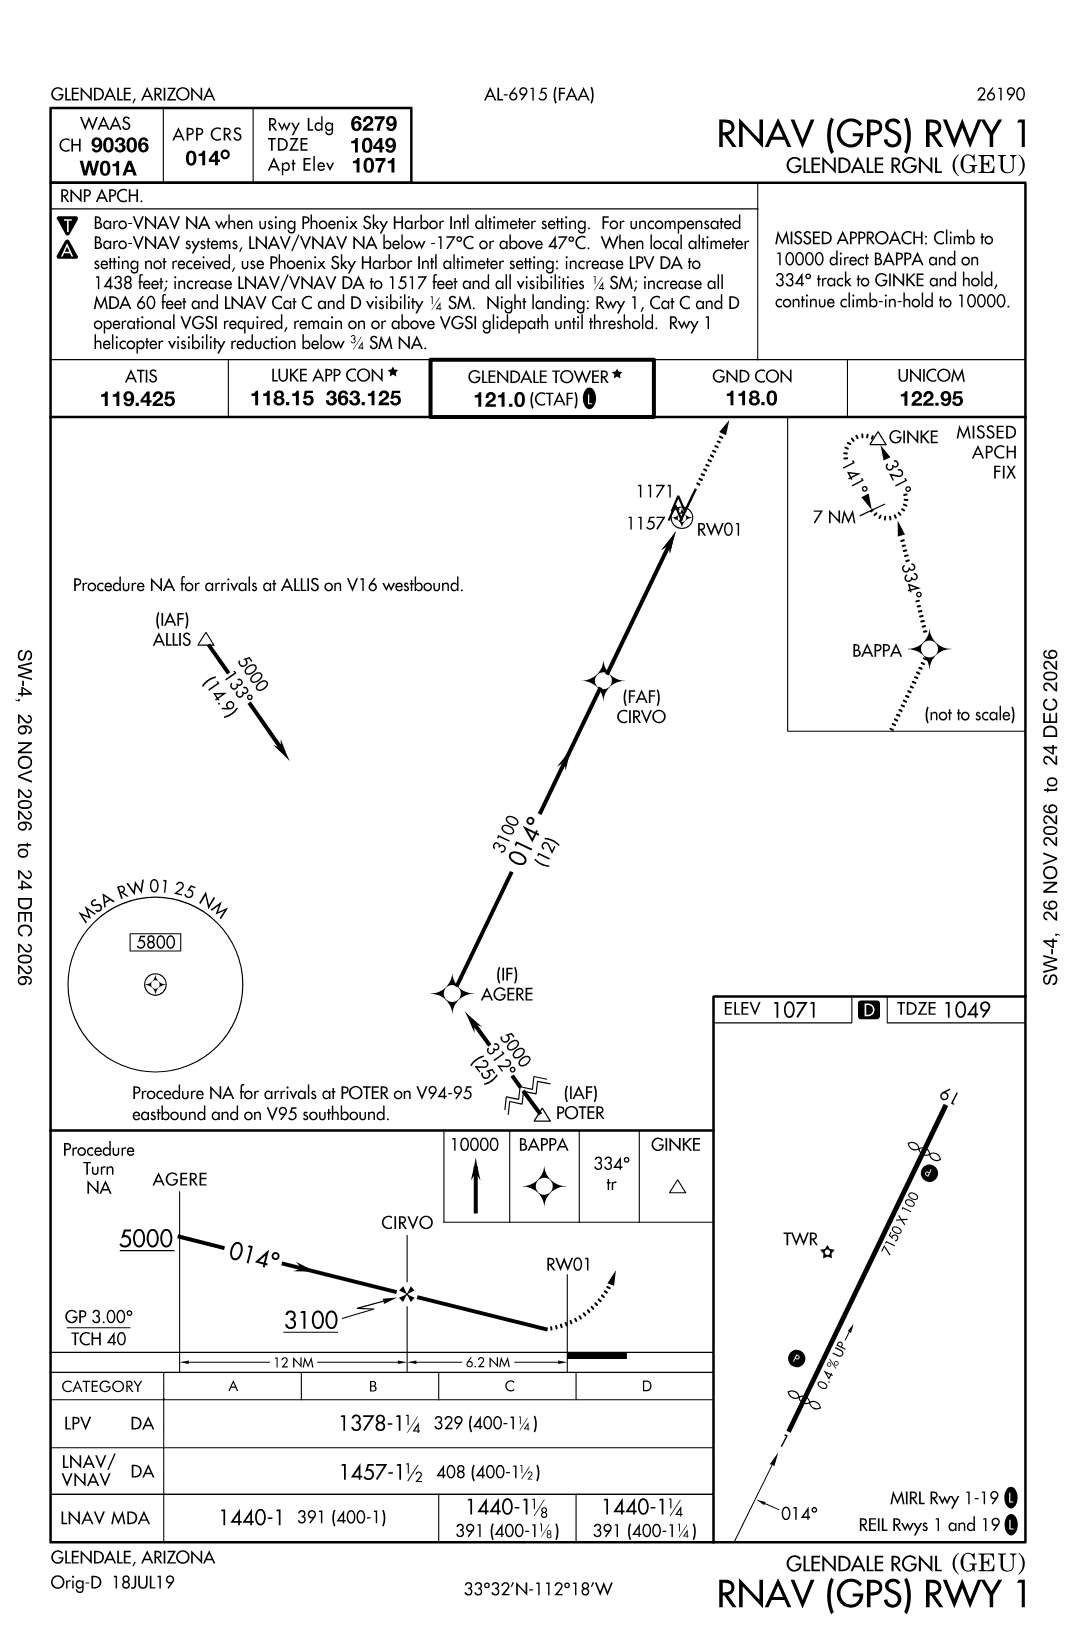 GLENDALE, ARIZONA
AL-6915 (FAA)
26190
WAAS
CH 90306
W01A
APP CRS
014°
Rwy Ldg 6279
TDZE 1049
Apt Elev 1071
RNAV (GPS) RWY 1
GLENDALE RGNL (GEU)
RNP APCH.
T
A
Baro-VNAV NA when using Phoenix Sky Harbor Intl altimeter setting. For uncompensated
Baro-VNAV systems, LNAV/VNAV NA below -17°C or above 47°C. When local altimeter
setting not received, use Phoenix Sky Harbor Intl altimeter setting: increase LPV DA to
1438 feet; increase LNAV/VNAV DA to 1517 feet and all visibilities ¼ SM; increase all
MDA 60 feet and LNAV Cat C and D visibility ¼ SM. Night landing: Rwy 1, Cat C and D
operational VGSI required, remain on or above VGSI glidepath until threshold. Rwy 1
helicopter visibility reduction below ¾ SM NA.
MISSED APPROACH: Climb to
10000 direct BAPPA and on
334° track to GINKE and hold,
continue climb-in-hold to 10000.
ATIS
119.425
LUKE APP CON ★
118.15 363.125
GLENDALE TOWER ★
121.0 (CTAF) L
GND CON
118.0
UNICOM
122.95
GINKE
MISSED
APCH
FIX
141°
321°
7 NM
334°
BAPPA
(not to scale)
1171
1157
RW01
Procedure NA for arrivals at ALLIS on V16 westbound.
(IAF)
ALLIS
5000
133°
(14.9)
(FAF)
CIRVO
3100
014°
(12)
MSA RW 01 25 NM
5800
(IF)
AGERE
5000
312°
(25)
(IAF)
POTER
Procedure NA for arrivals at POTER on V94-95
eastbound and on V95 southbound.
SW-4, 26 NOV 2026 to 24 DEC 2026
SW-4, 26 NOV 2026 to 24 DEC 2026
ELEV 1071
D
TDZE 1049
19
P
7150 X 100
TWR
P
0.4% UP
1
014°
MIRL Rwy 1-19 L
REIL Rwys 1 and 19 L
Procedure
Turn
NA
AGERE
5000
014°
CIRVO
3100
RW01
10000
BAPPA
334°
tr
GINKE
GP 3.00°
TCH 40
12 NM
6.2 NM
CATEGORY A B C D
LPV DA 1378-1¼ 329 (400-1¼)
LNAV/
VNAV DA 1457-1½ 408 (400-1½)
LNAV MDA 1440-1 391 (400-1)
1440-1⅛
391 (400-1⅛)
1440-1¼
391 (400-1¼)
GLENDALE, ARIZONA
Orig-D 18JUL19
33°32'N-112°18'W
GLENDALE RGNL (GEU)
RNAV (GPS) RWY 1